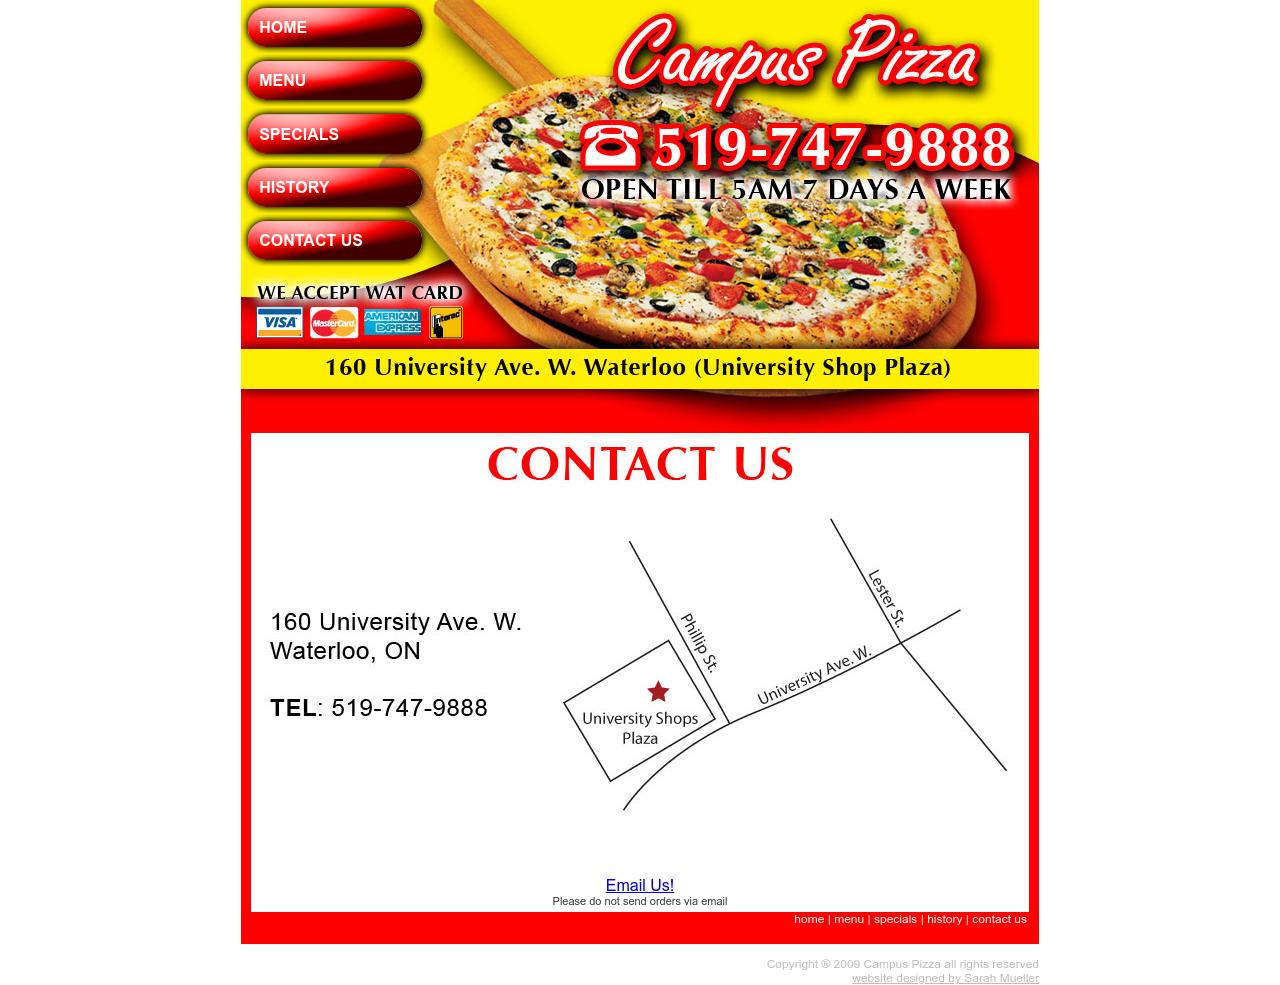 HOME
MENU
SPECIALS
HISTORY
CONTACT US
Campus Pizza
519-747-9888
OPEN TILL 5AM 7 DAYS A WEEK
WE ACCEPT WAT CARD
VISA MasterCard AMERICAN EXPRESS Interac
160 University Ave. W. Waterloo (University Shop Plaza)
CONTACT US
160 University Ave. W.
Waterloo, ON
TEL: 519-747-9888
Phillip St.
Lester St.
University Ave. W.
University Shops
Plaza
Email Us!
Please do not send orders via email
home | menu | specials | history | contact us
Copyright ® 2009 Campus Pizza all rights reserved
website designed by Sarah Mueller